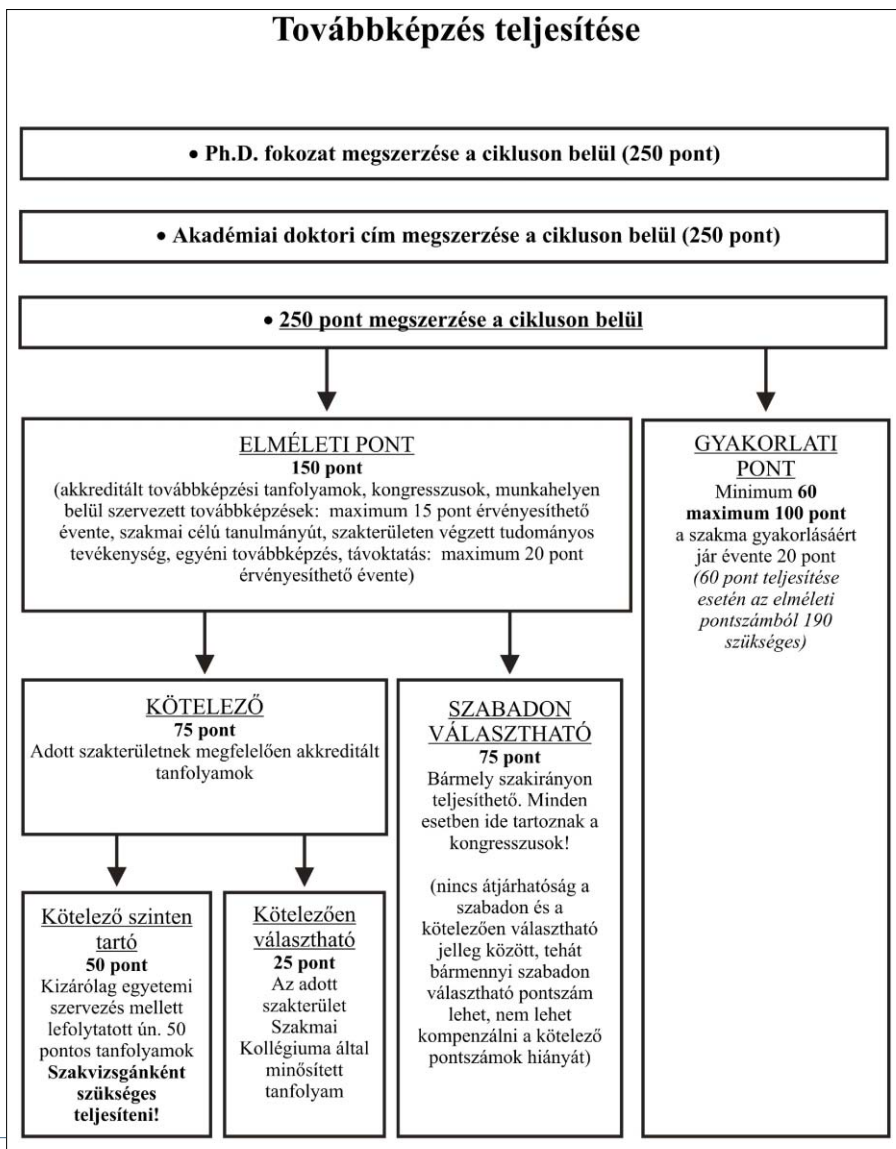 Továbbképzés teljesítése
• Ph.D. fokozat megszerzése a cikluson belül (250 pont)
• Akadémiai doktori cím megszerzése a cikluson belül (250 pont)
• 250 pont megszerzése a cikluson belül
ELMÉLETI PONT
150 pont
(akkreditált továbbképzési tanfolyamok, kongresszusok, munkahelyen
belül szervezett továbbképzések: maximum 15 pont érvényesíthető
évente, szakmai célú tanulmányút, szakterületen végzett tudományos
tevékenység, egyéni továbbképzés, távoktatás: maximum 20 pont
érvényesíthető évente)
GYAKORLATI
PONT
Minimum 60
maximum 100 pont
a szakma gyakorlásáért
jár évente 20 pont
(60 pont teljesítése
esetén az elméleti
pontszámból 190
szükséges)
KÖTELEZŐ
75 pont
Adott szakterületnek megfelelően akkreditált
tanfolyamok
SZABADON
VÁLASZTHATÓ
75 pont
Bármely szakirányon
teljesíthető. Minden
esetben ide tartoznak a
kongresszusok!
(nincs átjárhatóság a
szabadon és a
kötelezően választható
jelleg között, tehát
bármennyi szabadon
választható pontszám
lehet, nem lehet
kompenzálni a kötelező
pontszámok hiányát)
Kötelező szinten
tartó
50 pont
Kizárólag egyetemi
szervezés mellett
lefolytatott ún. 50
pontos tanfolyamok
Szakvizsgánként
szükséges
teljesíteni!
Kötelezően
választható
25 pont
Az adott
szakterület
Szakmai
Kollégiuma által
minősített
tanfolyam